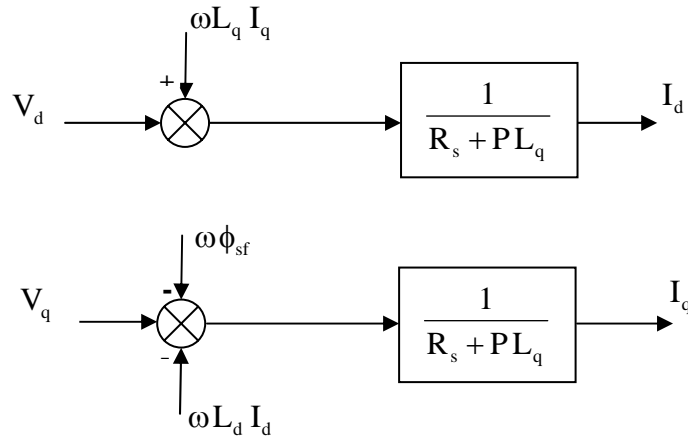 ωL_q I_q
+
V_d
1
R_s + PL_q
I_d
ωϕ_sf
-
V_q
1
R_s + PL_q
I_q
-
ωL_d I_d